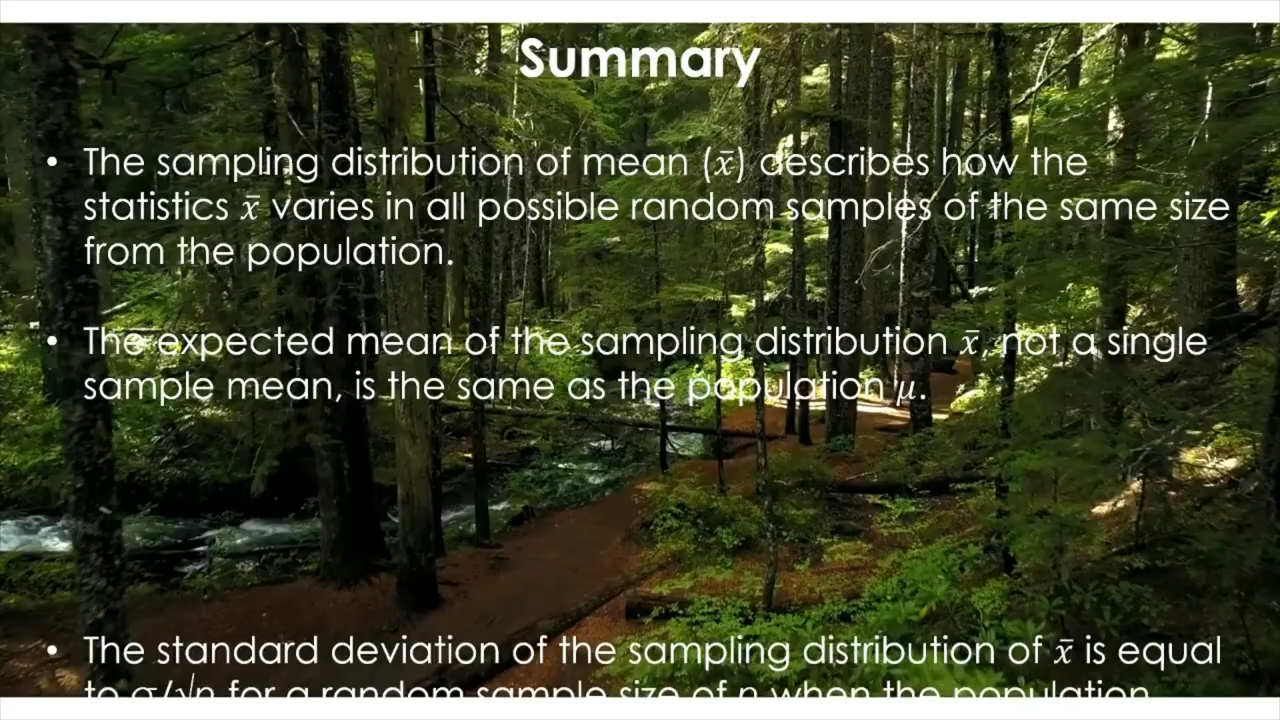 Summary
• The sampling distribution of mean (x̄) describes how the
statistics x̄ varies in all possible random samples of the same size
from the population.
• The expected mean of the sampling distribution x̄, not a single
sample mean, is the same as the population μ.
• The standard deviation of the sampling distribution of x̄ is equal
to σ/√n for a random sample size of n when the population